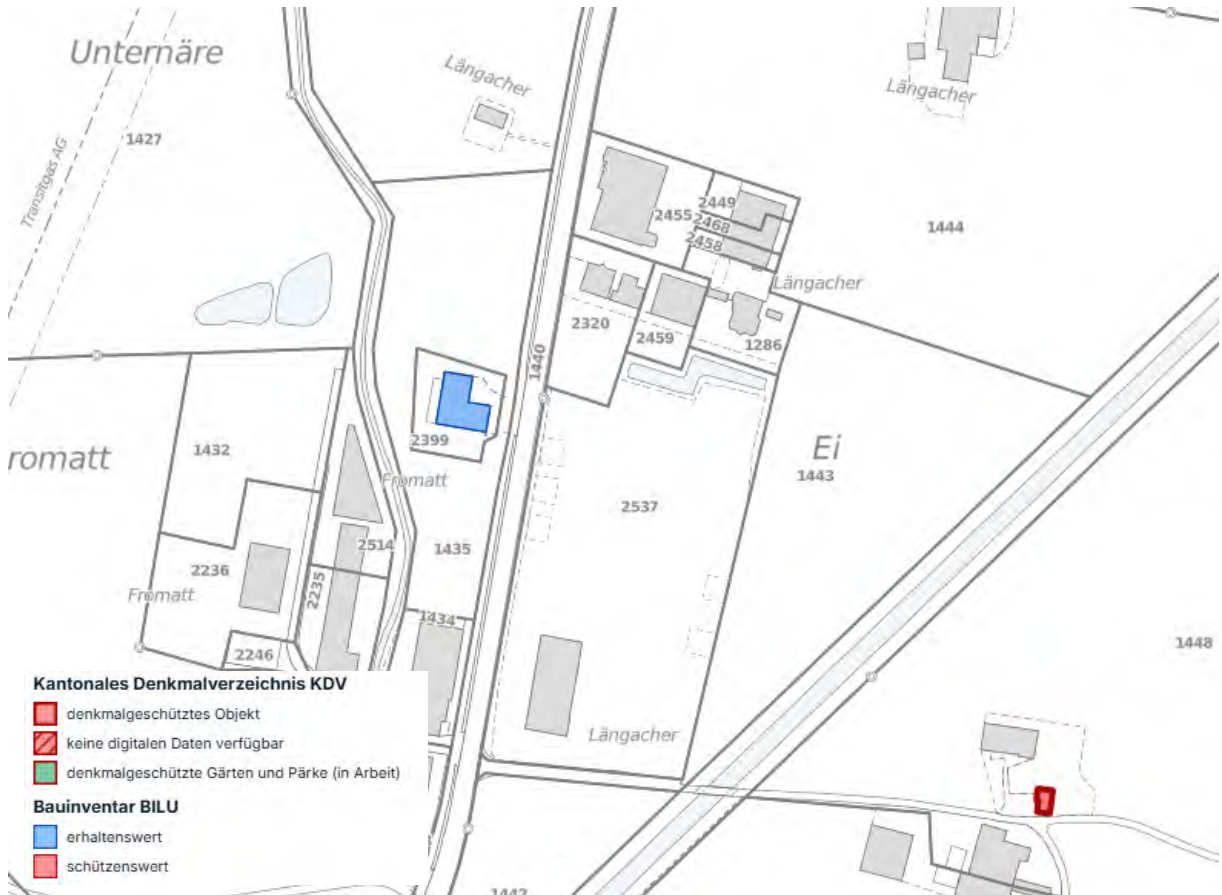 Unternäre
Längacher
Längacher
1427
Transitgas AG
2449
2455
2468
2458
1444
Längacher
2320
2459
1286
1440
2399
romatt
1432
Fromatt
Ei
1443
2537
2514
1435
2236
2235
Fromatt
1434
2246
1448
Längacher
Kantonales Denkmalverzeichnis KDV
denkmalgeschütztes Objekt
keine digitalen Daten verfügbar
denkmalgeschützte Gärten und Pärke (in Arbeit)
Bauinventar BILU
erhaltenswert
schützenswert
1442